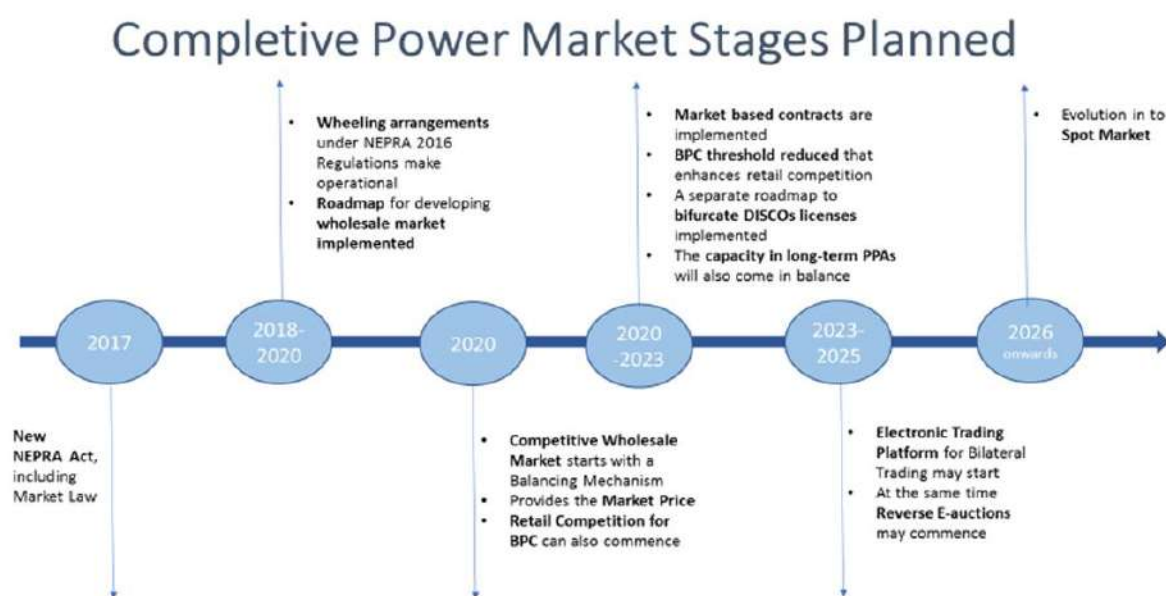 Completive Power Market Stages Planned
• Wheeling arrangements
under NEPRA 2016
Regulations make
operational
• Roadmap for developing
wholesale market
implemented
• Market based contracts are
implemented
• BPC threshold reduced that
enhances retail competition
• A separate roadmap to
bifurcate DISCOs licenses
implemented
• The capacity in long-term PPAs
will also come in balance
• Evolution in to
Spot Market
2017
2018-
2020
2020
2020
-2023
2023-
2025
2026
onwards
New
NEPRA Act,
including
Market Law
• Competitive Wholesale
Market starts with a
Balancing Mechanism
• Provides the Market Price
• Retail Competition for
BPC can also commence
• Electronic Trading
Platform for Bilateral
Trading may start
• At the same time
Reverse E-auctions
may commence